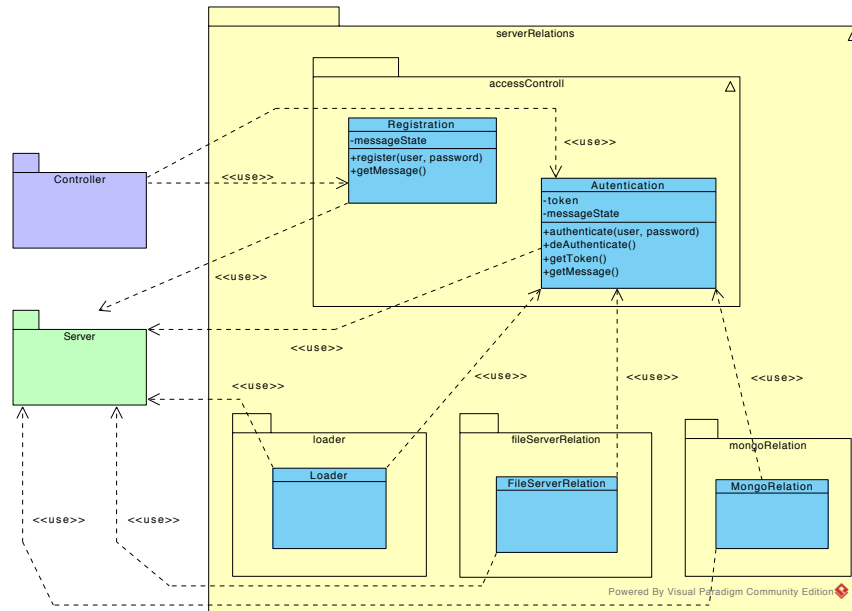 serverRelations
accessControll
Registration
-messageState
+register(user, password)
+getMessage()
<<use>>
Controller
<<use>>
Autentication
-token
-messageState
+authenticate(user, password)
+deAuthenticate()
+getToken()
+getMessage()
<<use>>
Server
<<use>>
<<use>>
<<use>>
<<use>>
<<use>>
loader
fileServerRelation
mongoRelation
Loader
FileServerRelation
MongoRelation
<<use>>
<<use>>
Powered By Visual Paradigm Community Edition